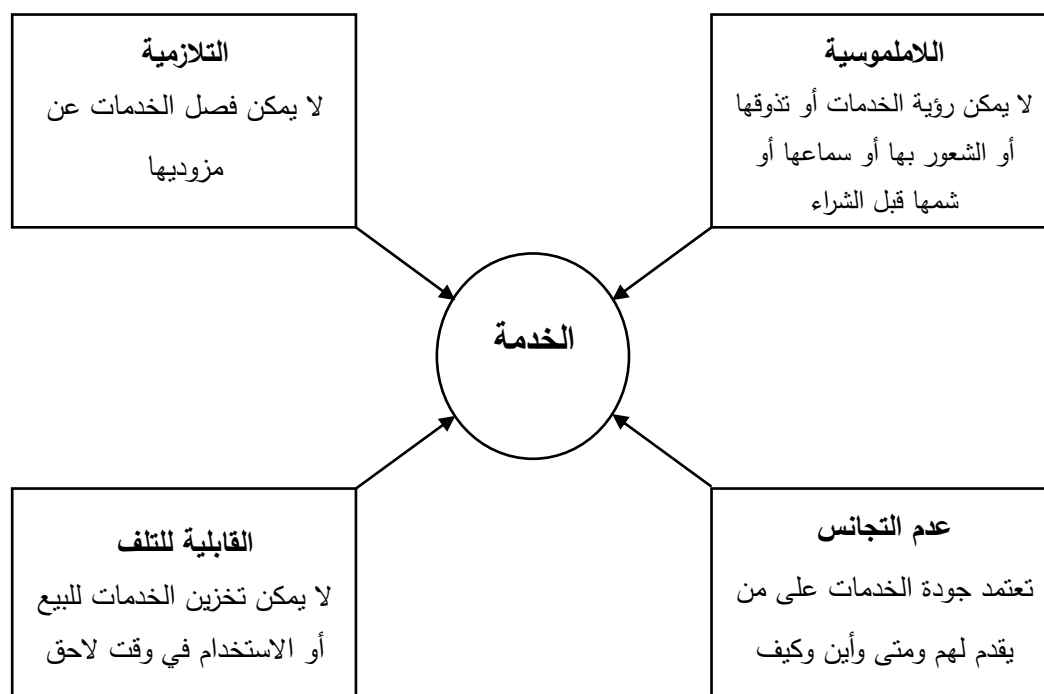 اللاملموسية
لا يمكن رؤية الخدمات أو تذوقها
أو الشعور بها أو سماعها أو
شمها قبل الشراء
التلازمية
لا يمكن فصل الخدمات عن
مزوديها
الخدمة
عدم التجانس
تعتمد جودة الخدمات على من
يقدم لهم ومتى وأين وكيف
القابلية للتلف
لا يمكن تخزين الخدمات للبيع
أو الاستخدام في وقت لاحق